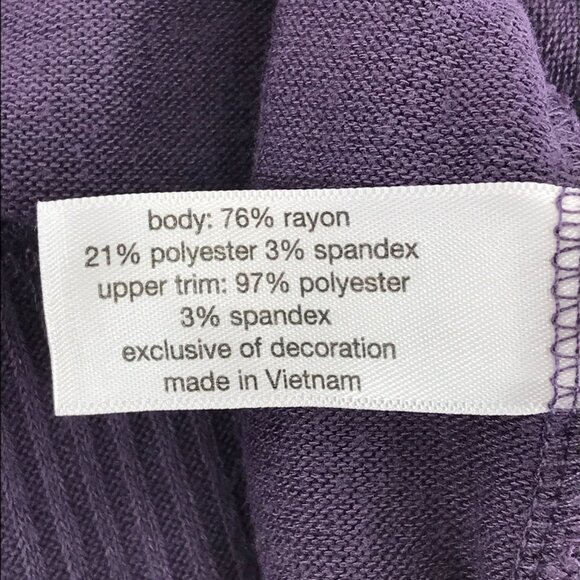 body: 76% rayon
21% polyester 3% spandex
upper trim: 97% polyester
3% spandex
exclusive of decoration
made in Vietnam